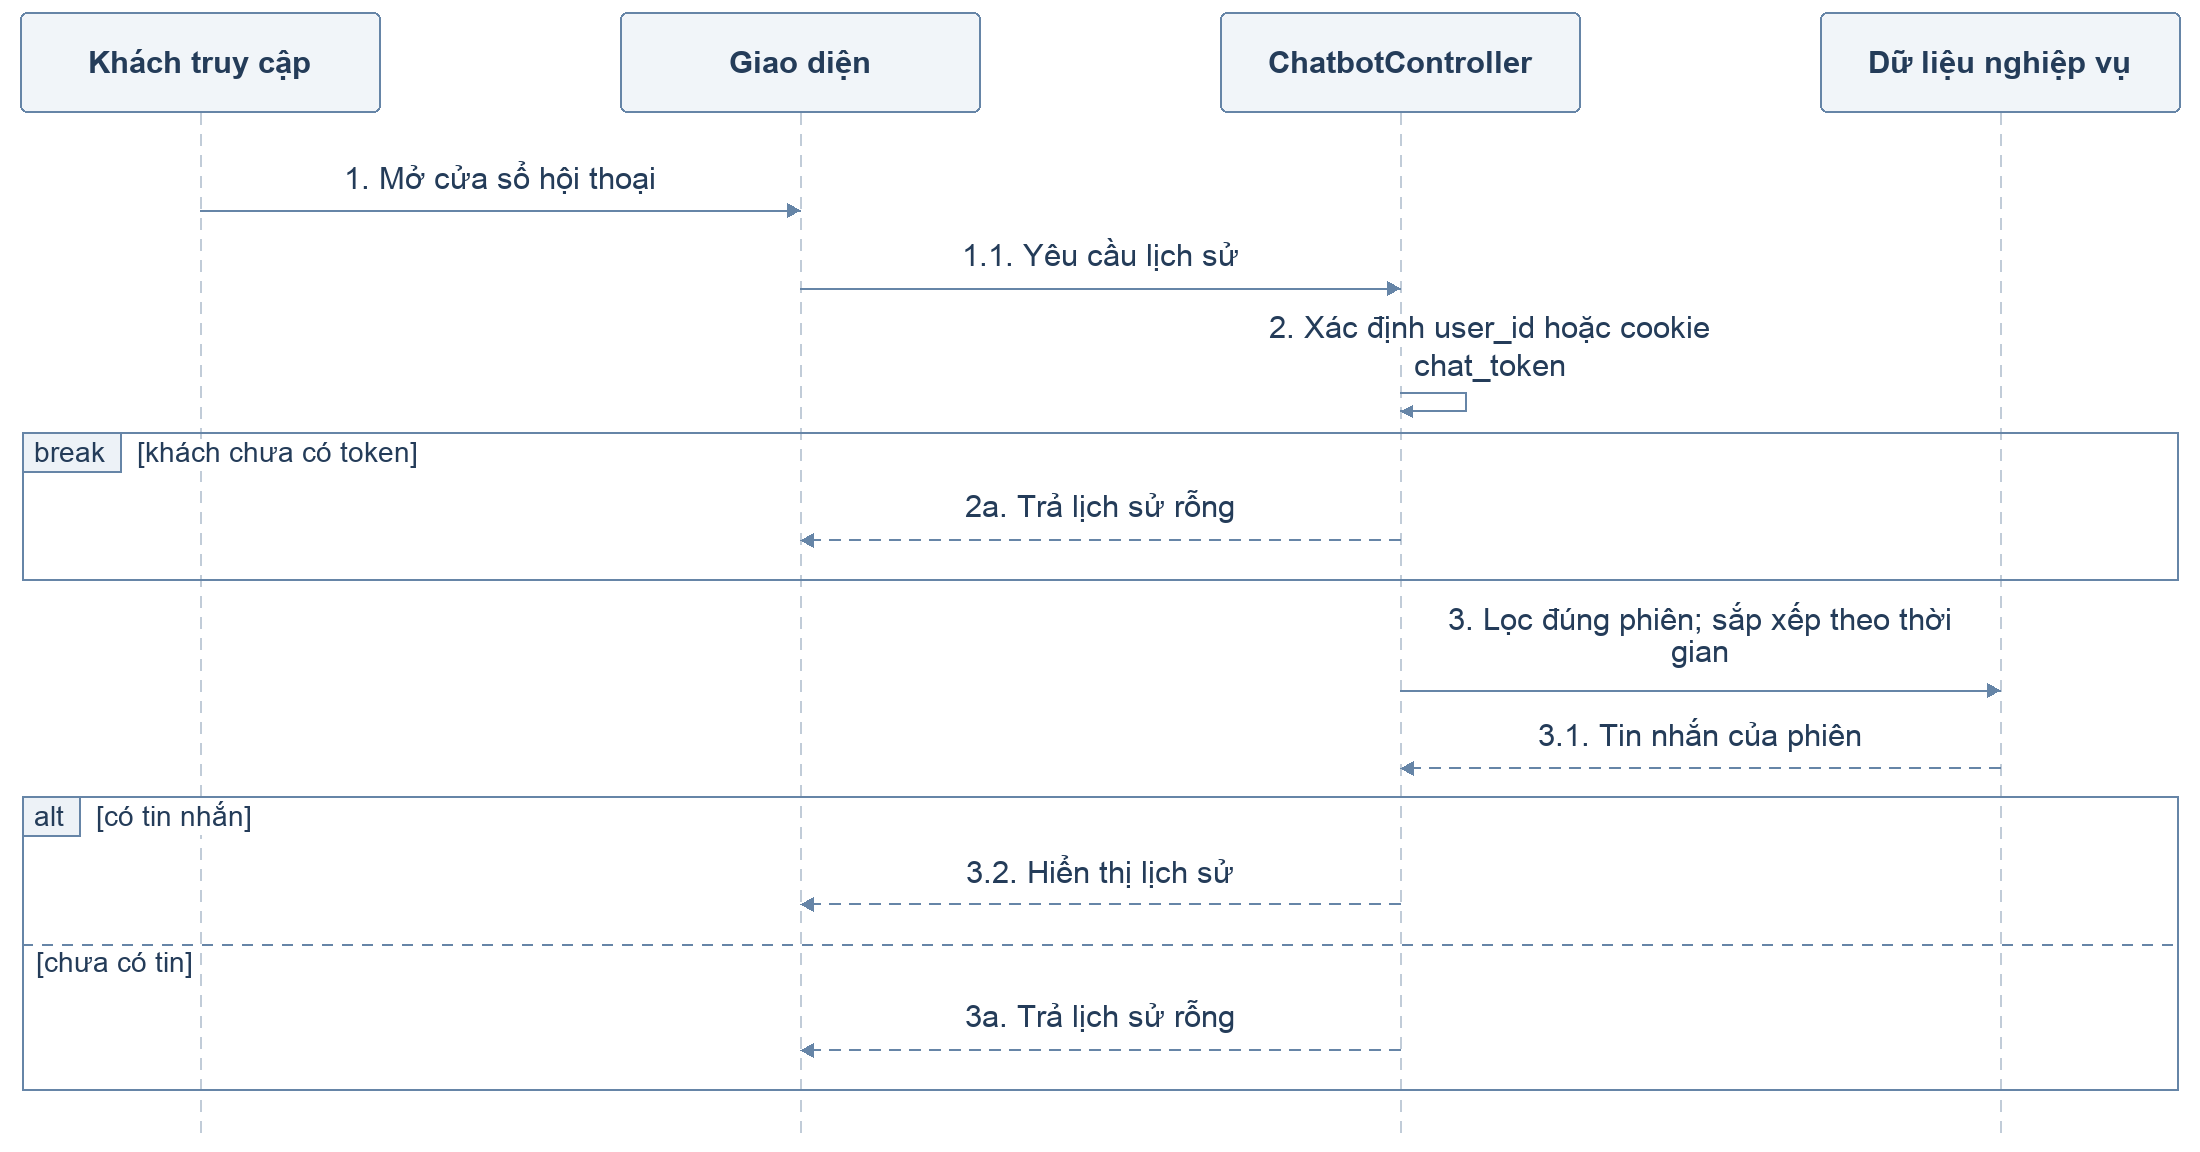 Khách truy cập
Giao diện
ChatbotController
Dữ liệu nghiệp vụ
1. Mở cửa sổ hội thoại
1.1. Yêu cầu lịch sử
2. Xác định user_id hoặc cookie
chat_token
break
[khách chưa có token]
2a. Trả lịch sử rỗng
3. Lọc đúng phiên; sắp xếp theo thời
gian
3.1. Tin nhắn của phiên
alt
[có tin nhắn]
3.2. Hiển thị lịch sử
[chưa có tin]
3a. Trả lịch sử rỗng